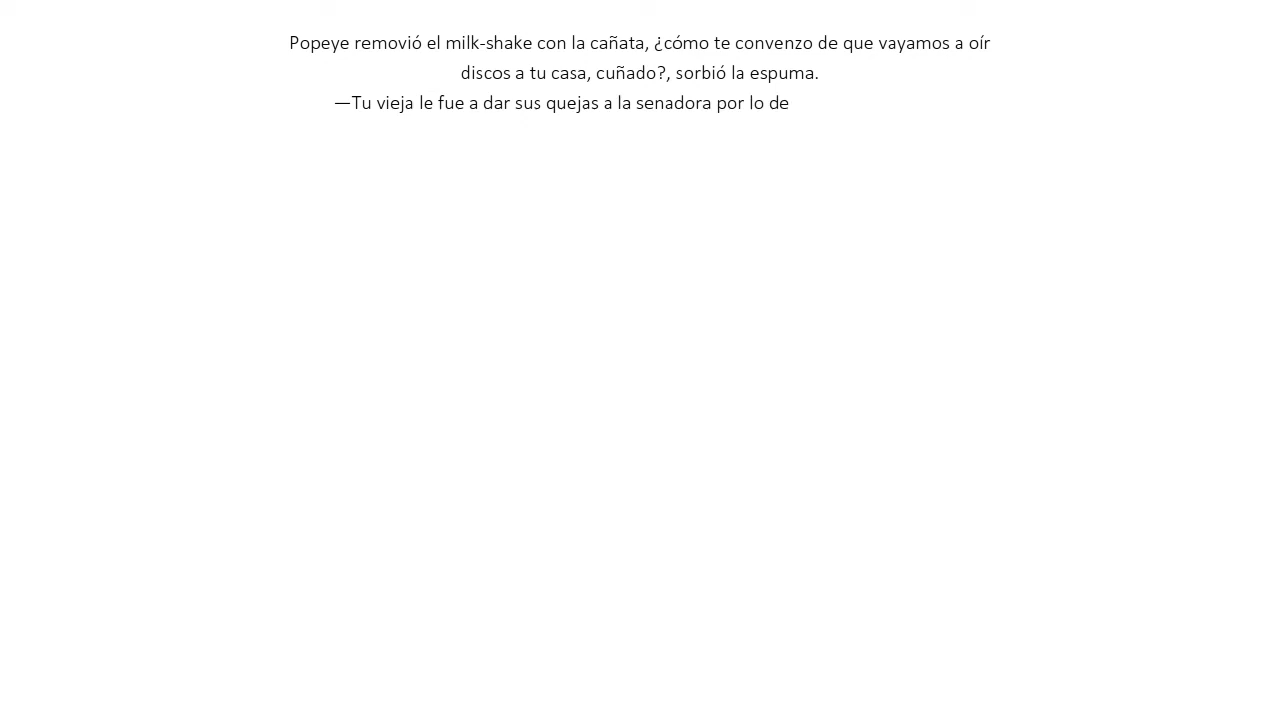 Popeye removió el milk-shake con la cañata, ¿cómo te convenzo de que vayamos a oír
discos a tu casa, cuñado?, sorbió la espuma.
—Tu vieja le fue a dar sus quejas a la senadora por lo de